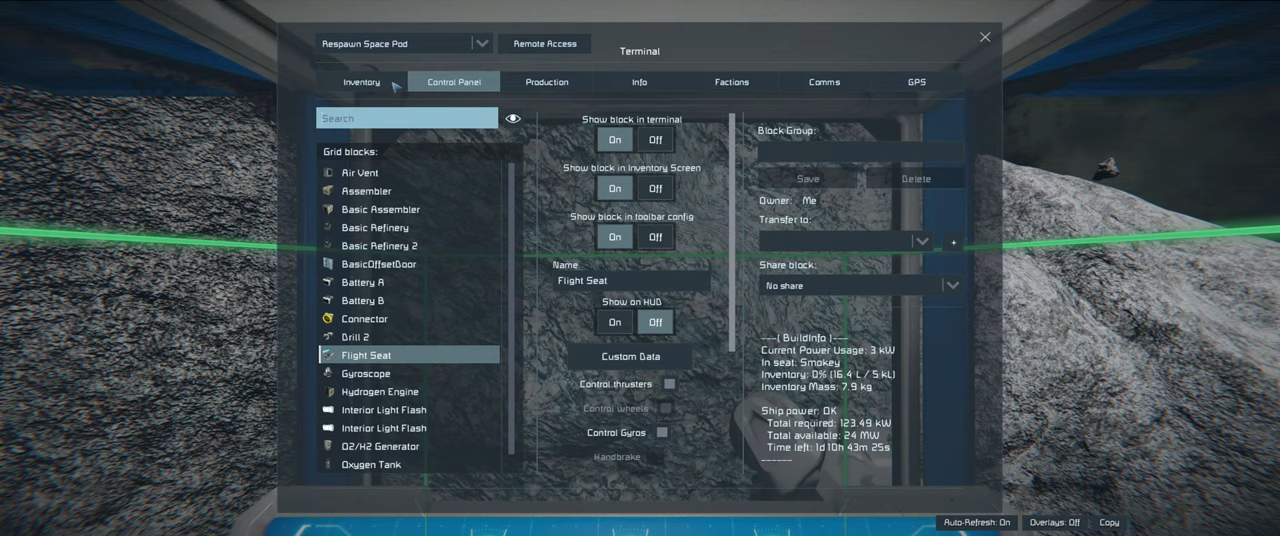 Respawn Space Pod
Remote Access
Terminal
Inventory
Control Panel
Production
Info
Factions
Comms
GPS
Search
Grid blocks:
Air Vent
Assembler
Basic Assembler
Basic Refinery
Basic Refinery 2
BasicOffsetDoor
Battery A
Battery B
Connector
Drill 2
Flight Seat
Gyroscope
Hydrogen Engine
Interior Light Flash
Interior Light Flash
O2/H2 Generator
Oxygen Tank
Show block in terminal
On Off
Show block in Inventory Screen
On Off
Show block in toolbar config
On Off
Name
Flight Seat
Show on HUD
On Off
Custom Data
Control thrusters
Control wheels
Control Gyros
Handbrake
Block Group:
Save Delete
Owner: Me
Transfer to:
+
Share block:
No share
---( BuildInfo )---
Current Power Usage: 3 kW
In seat: Smokey
Inventory: 0% (16.4 L / 5 kL)
Inventory Mass: 7.9 kg
Ship power: OK
Total required: 123.49 kW
Total available: 24 MW
Time left: 1d 10h 43m 25s
------
Auto-Refresh: On
Overlays: Off
Copy